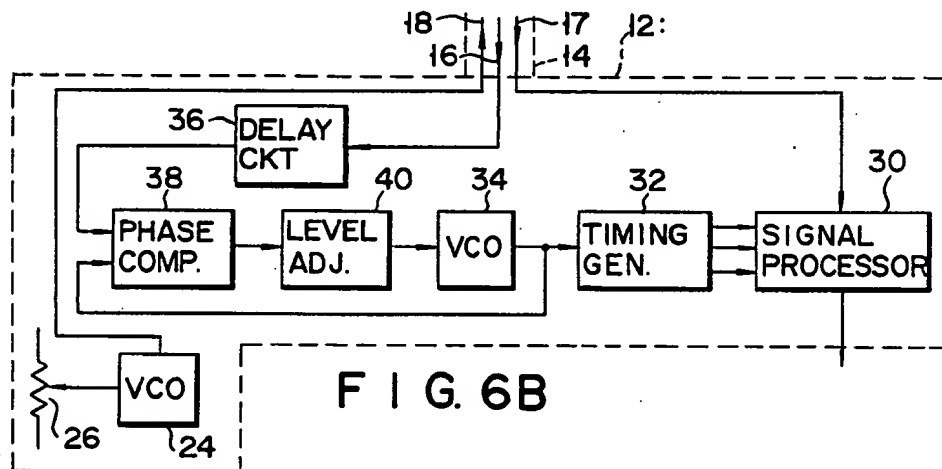 18 17 12:
16 14
36 DELAY
CKT
38 40 34 32 30
PHASE
COMP.
LEVEL
ADJ.
VCO
TIMING
GEN.
SIGNAL
PROCESSOR
VCO
26 24
FIG. 6B